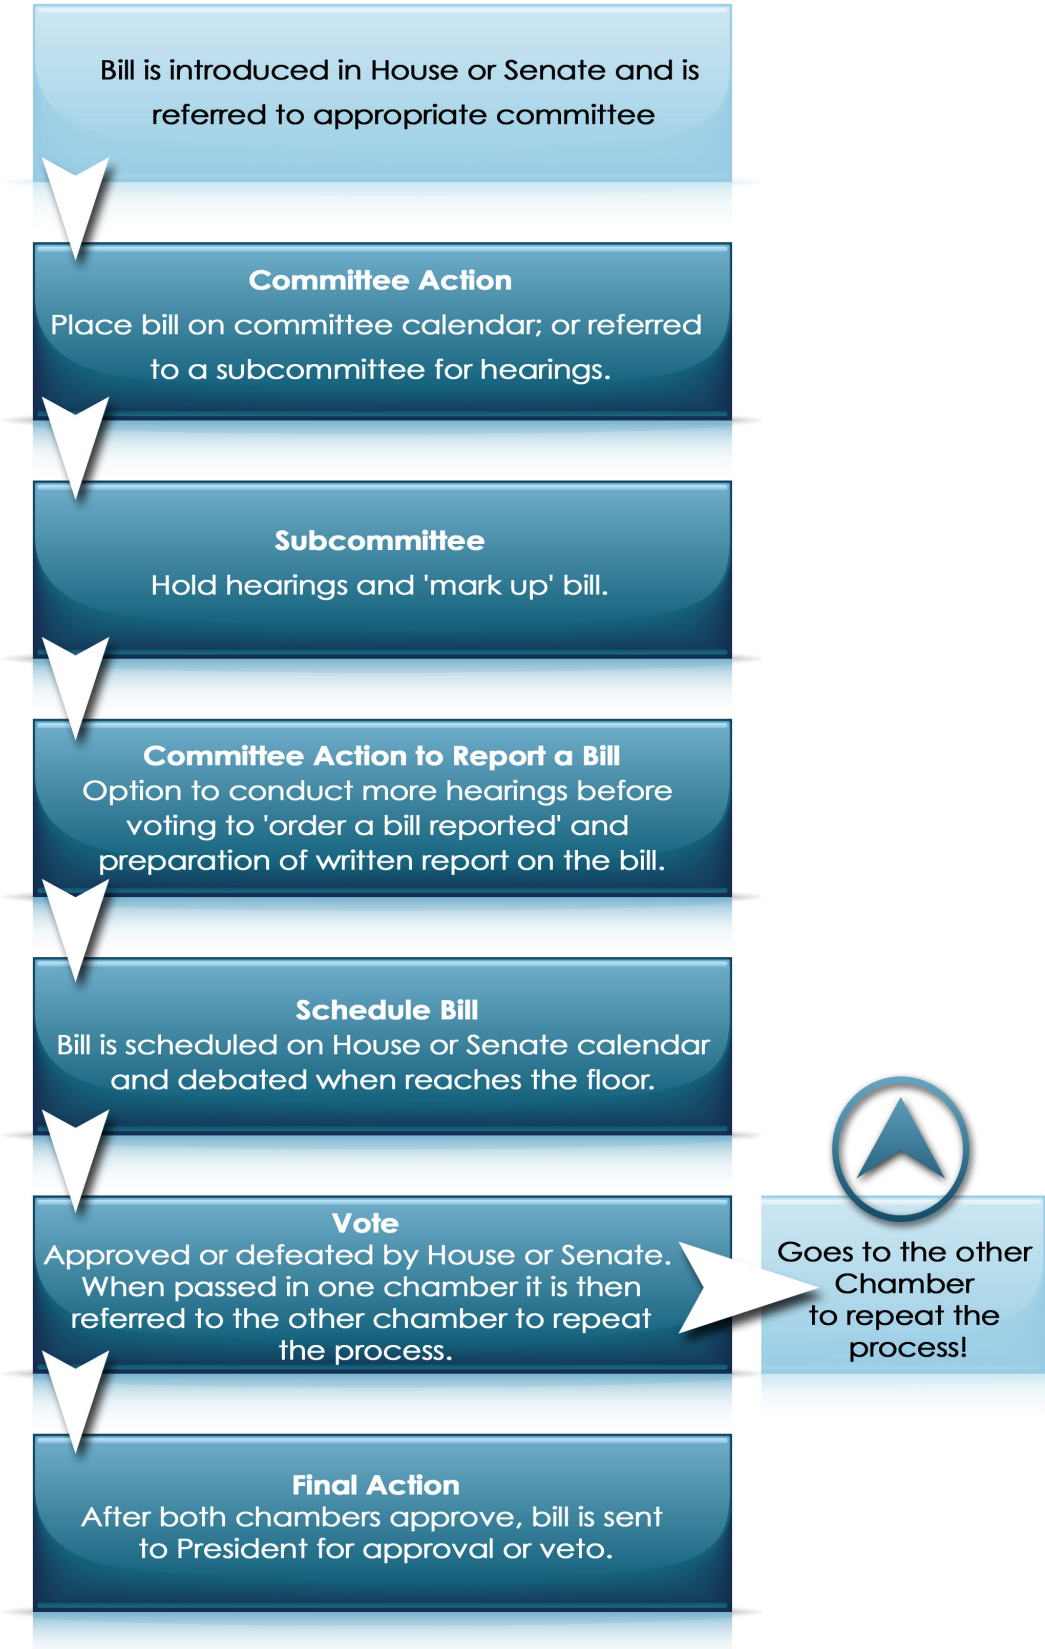 Bill is introduced in House or Senate and is
referred to appropriate committee
Committee Action
Place bill on committee calendar; or referred
to a subcommittee for hearings.
Subcommittee
Hold hearings and 'mark up' bill.
Committee Action to Report a Bill
Option to conduct more hearings before
voting to 'order a bill reported' and
preparation of written report on the bill.
Schedule Bill
Bill is scheduled on House or Senate calendar
and debated when reaches the floor.
Vote
Approved or defeated by House or Senate.
When passed in one chamber it is then
referred to the other chamber to repeat
the process.
Goes to the other
Chamber
to repeat the
process!
Final Action
After both chambers approve, bill is sent
to President for approval or veto.